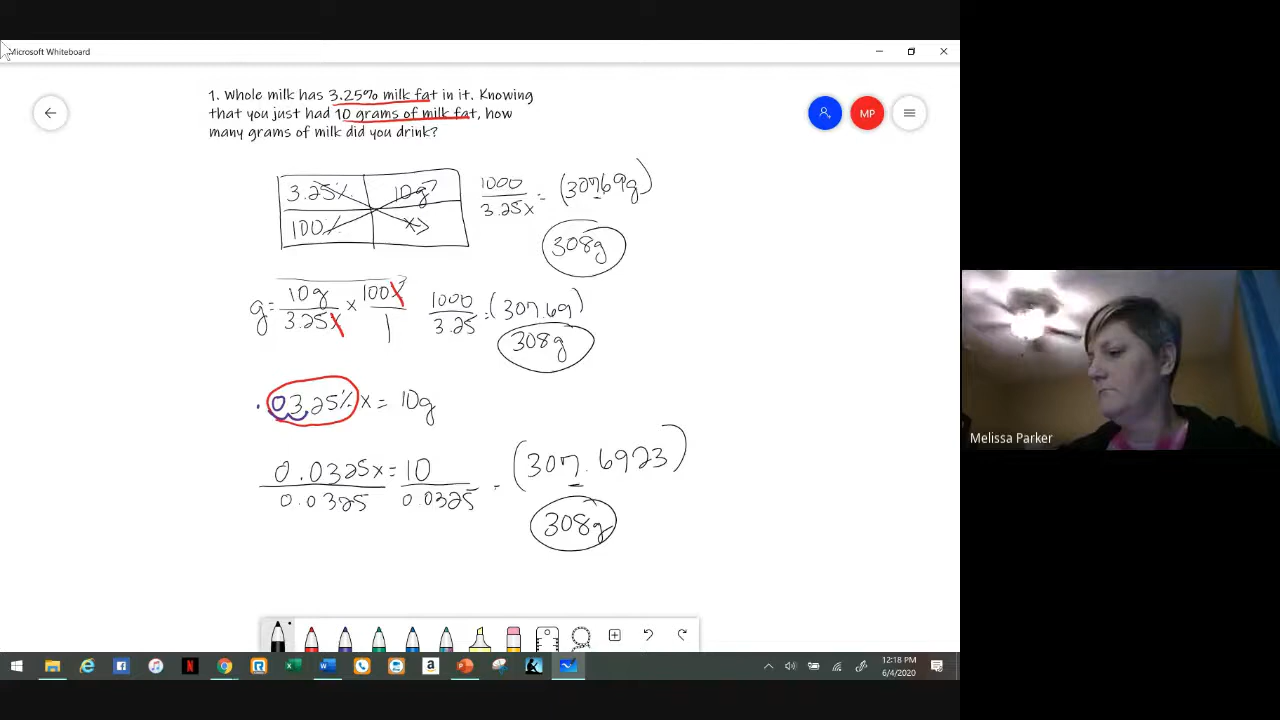 Microsoft Whiteboard
1. Whole milk has 3.25% milk fat in it. Knowing
that you just had 10 grams of milk fat, how
many grams of milk did you drink?
MP
3.25% 10g
100% x
1000
3.25x
= (307.69g)
308g
g = 10g
3.25% × 100%
1
1000
3.25
= (307.69)
308g
.0325% x = 10g
0.0325x = 10
0.0325 0.0325
= (307.6923)
308g
Melissa Parker
12:18 PM
6/4/2020